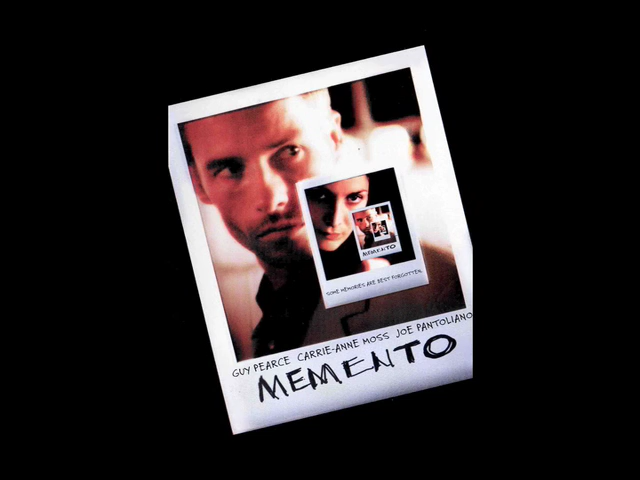 MEMENTO
SOME MEMORIES ARE BEST FORGOTTEN.
GUY PEARCE CARRIE-ANNE MOSS JOE PANTOLIANO
MEMENTO